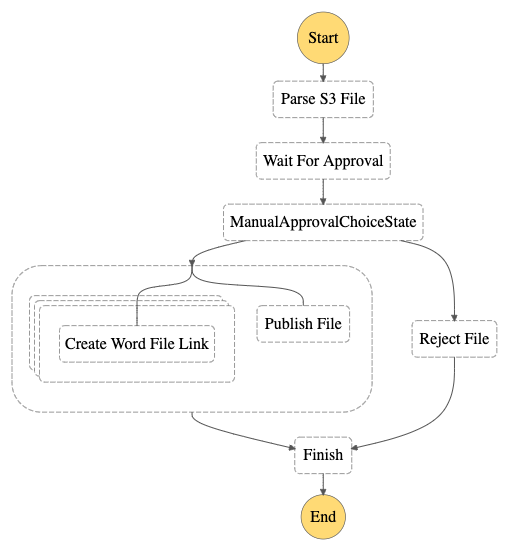 Start
Parse S3 File
Wait For Approval
ManualApprovalChoiceState
Create Word File Link
Publish File
Reject File
Finish
End